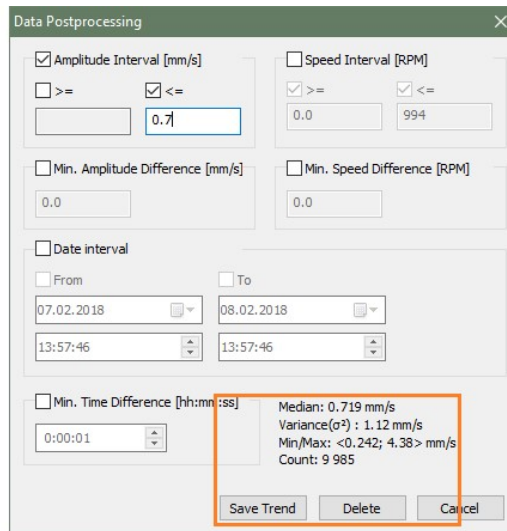 Data Postprocessing
Amplitude Interval [mm/s]
Speed Interval [RPM]
>= <=
>= <=
0.7
0.0 994
Min. Amplitude Difference [mm/s]
Min. Speed Difference [RPM]
0.0
0.0
Date interval
From
To
07.02.2018
08.02.2018
13:57:46
13:57:46
Min. Time Difference [hh:mm:ss]
0:00:01
Median: 0.719 mm/s
Variance(σ²) : 1.12 mm/s
Min/Max: <0.242; 4.38> mm/s
Count: 9 985
Save Trend Delete Cancel